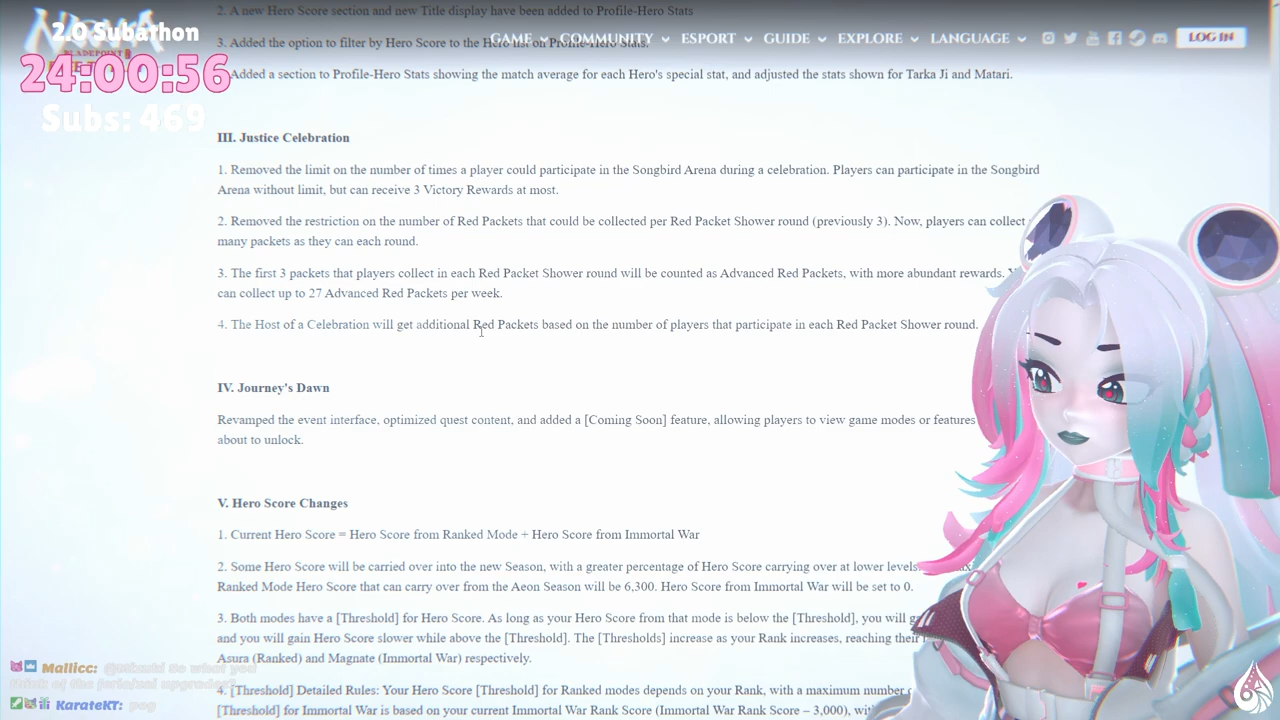 2. A new Hero Score section and new Title display have been added to Profile-Hero Stats
2.0 Subathon
GAME COMMUNITY ESPORT GUIDE EXPLORE LANGUAGE LOG IN
3. Added the option to filter by Hero Score to the Hero list on Profile-Hero Stats.
24:00:56
Added a section to Profile-Hero Stats showing the match average for each Hero's special stat, and adjusted the stats shown for Tarka Ji and Matari.
Subs: 469
III. Justice Celebration
1. Removed the limit on the number of times a player could participate in the Songbird Arena during a celebration. Players can participate in the Songbird
Arena without limit, but can receive 3 Victory Rewards at most.
2. Removed the restriction on the number of Red Packets that could be collected per Red Packet Shower round (previously 3). Now, players can collect
many packets as they can each round.
3. The first 3 packets that players collect in each Red Packet Shower round will be counted as Advanced Red Packets, with more abundant rewards.
can collect up to 27 Advanced Red Packets per week.
4. The Host of a Celebration will get additional Red Packets based on the number of players that participate in each Red Packet Shower round.
IV. Journey's Dawn
Revamped the event interface, optimized quest content, and added a [Coming Soon] feature, allowing players to view game modes or features
about to unlock.
V. Hero Score Changes
1. Current Hero Score = Hero Score from Ranked Mode + Hero Score from Immortal War
2. Some Hero Score will be carried over into the new Season, with a greater percentage of Hero Score carrying over at lower levels.
Ranked Mode Hero Score that can carry over from the Aeon Season will be 6,300. Hero Score from Immortal War will be set to 0.
3. Both modes have a [Threshold] for Hero Score. As long as your Hero Score from that mode is below the [Threshold], you will
and you will gain Hero Score slower while above the [Threshold]. The [Thresholds] increase as your Rank increases, reaching their
Asura (Ranked) and Magnate (Immortal War) respectively.
Mallicc: So what you
think of the
4. [Threshold] Detailed Rules: Your Hero Score [Threshold] for Ranked modes depends on your Rank, with a maximum number
KarateKT: pog
[Threshold] for Immortal War is based on your current Immortal War Rank Score (Immortal War Rank Score – 3,000),